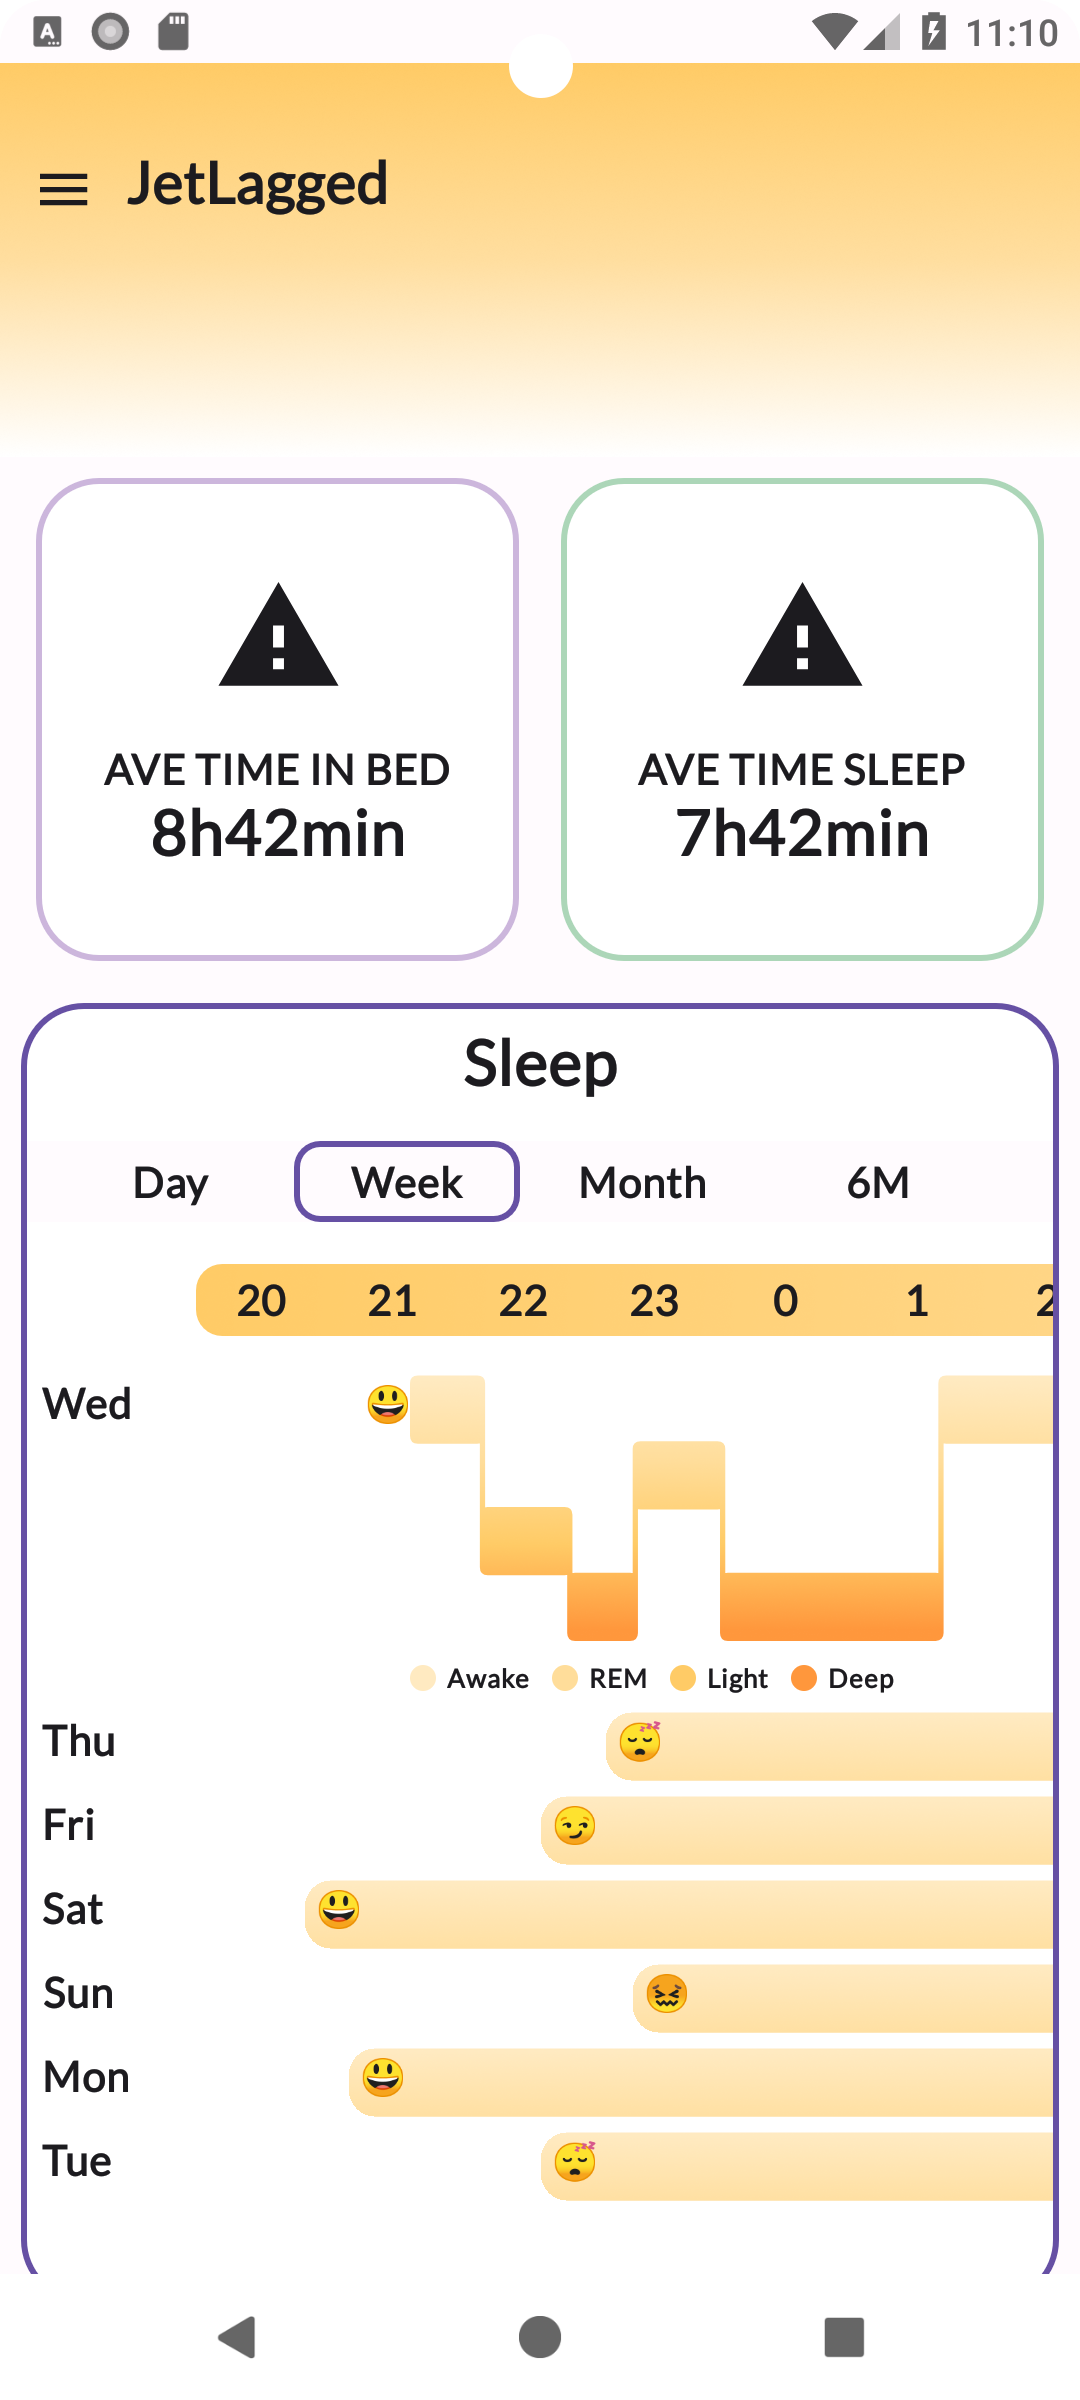 11:10
JetLagged
AVE TIME IN BED
8h42min
AVE TIME SLEEP
7h42min
Sleep
Day Week Month 6M
20 21 22 23 0 1 2
Wed
Awake REM Light Deep
Thu
Fri
Sat
Sun
Mon
Tue